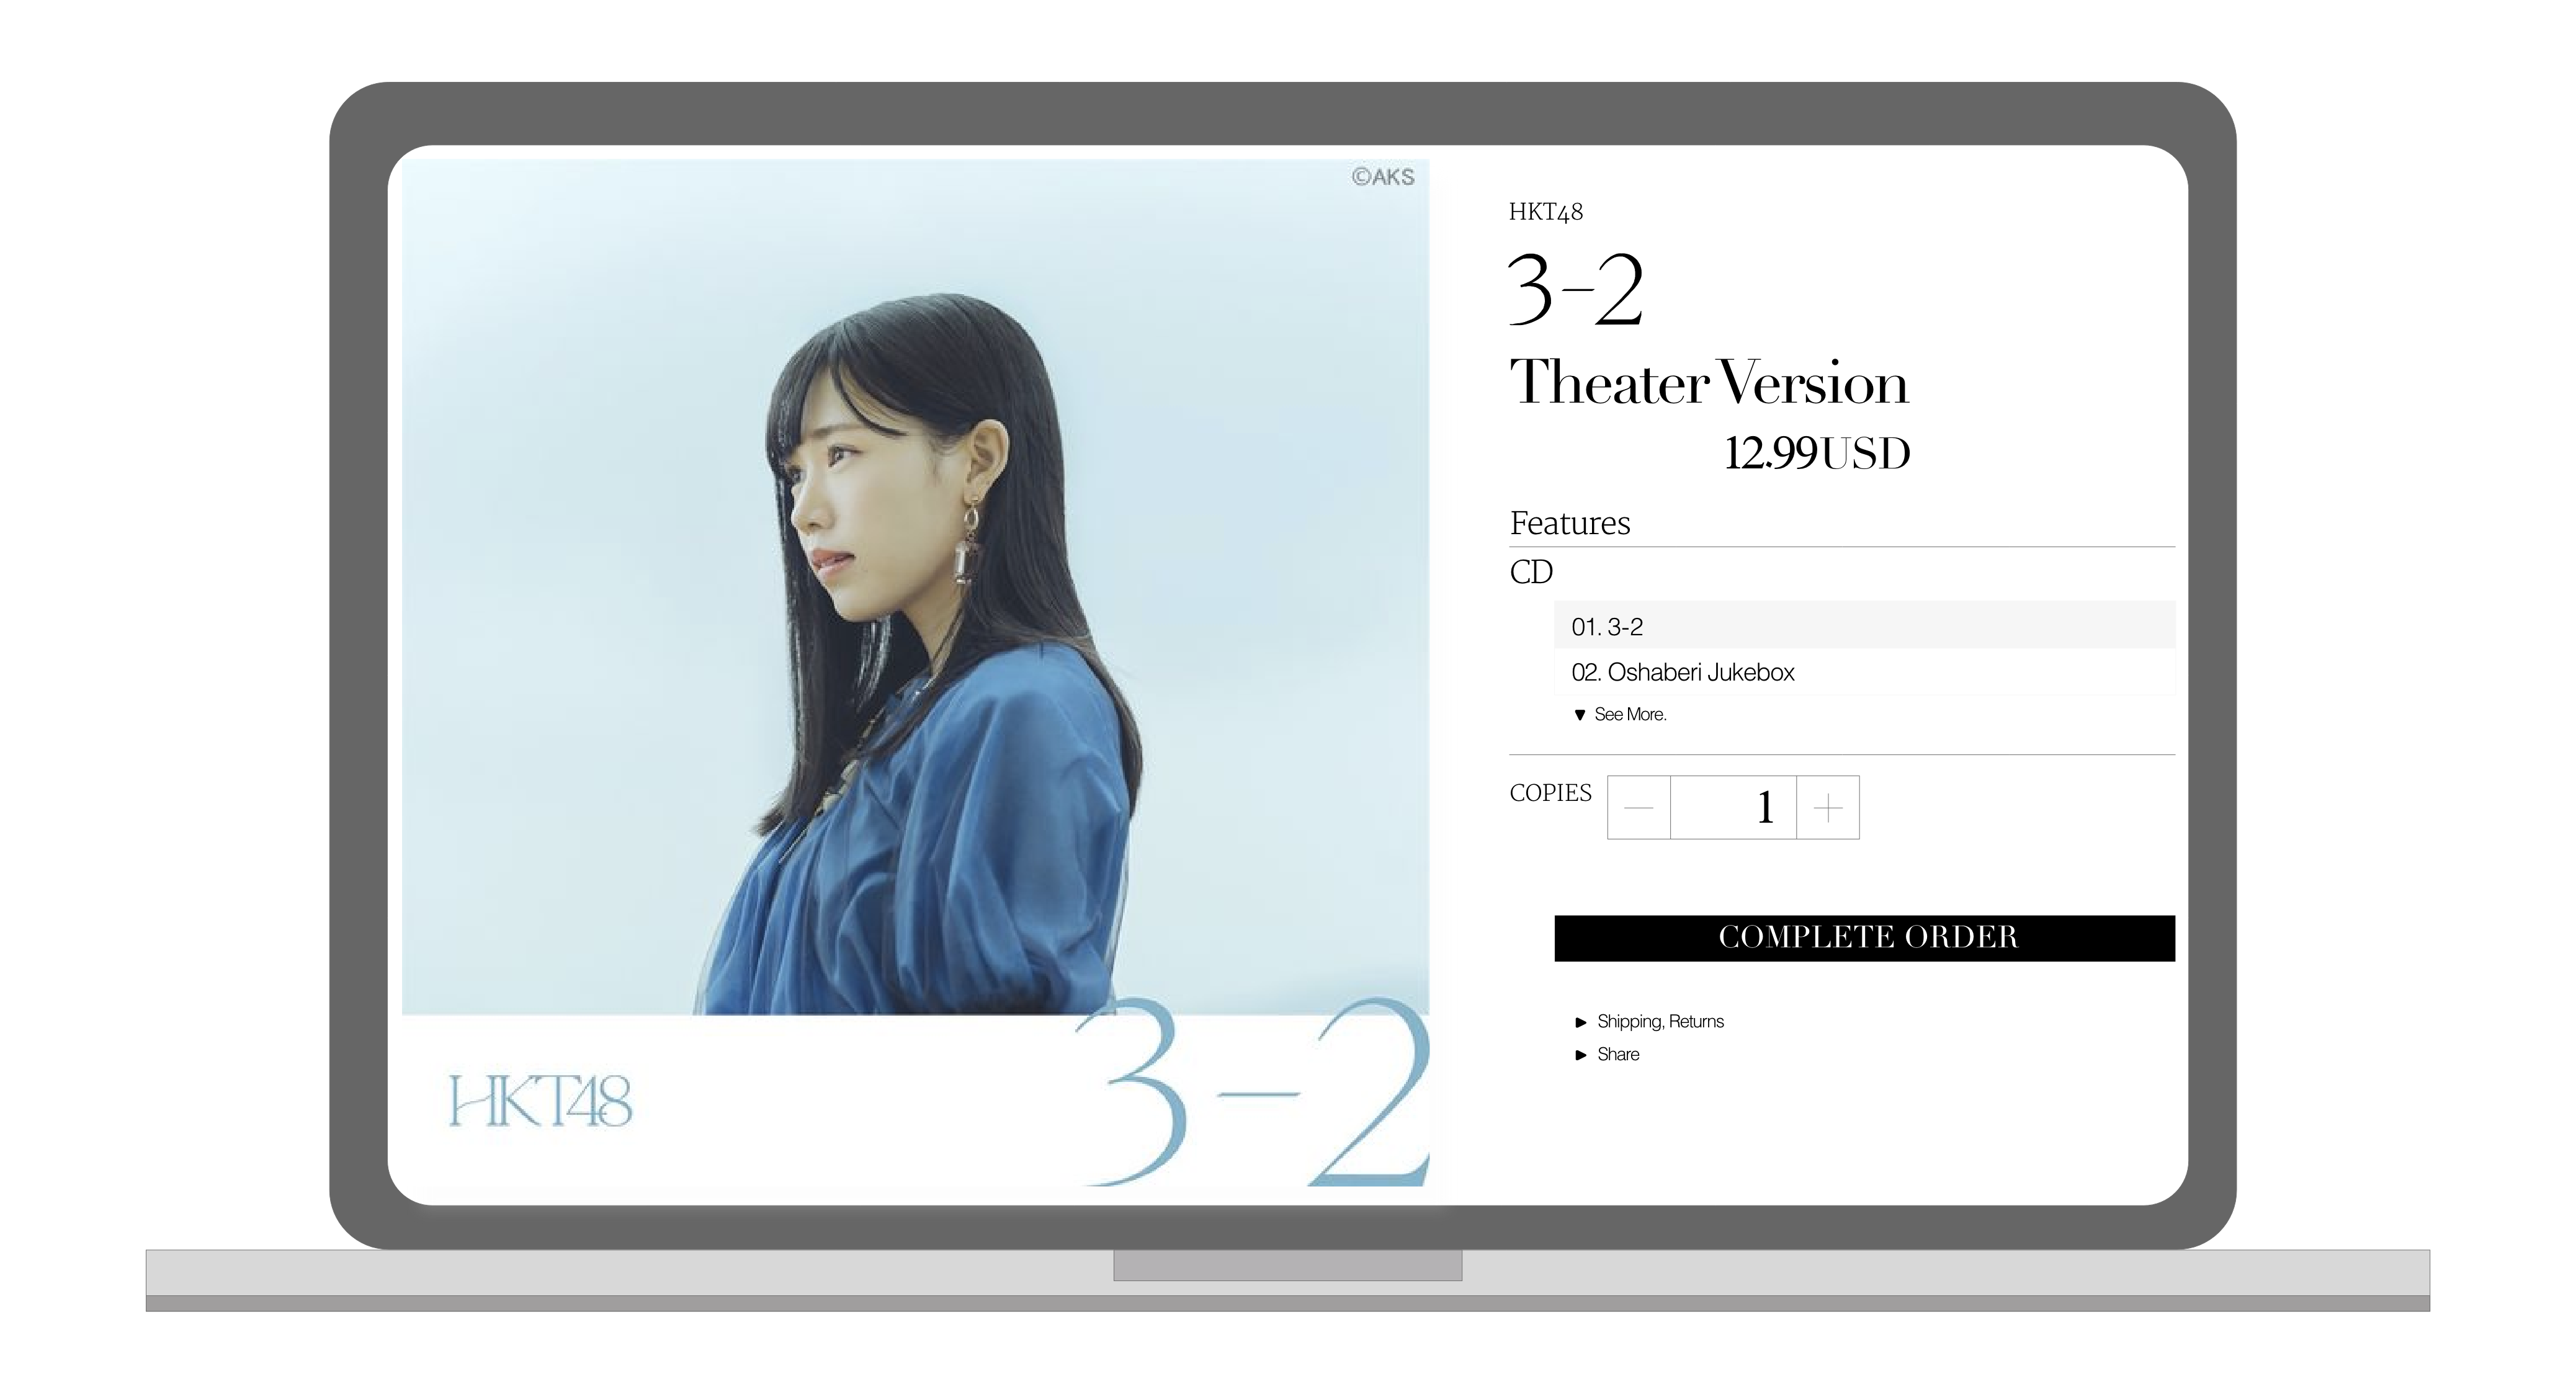 ©AKS
HKT48
3-2
HKT48
3-2
Theater Version
12.99USD
Features
CD
01. 3-2
02. Oshaberi Jukebox
▼ See More.
COPIES — 1 +
COMPLETE ORDER
► Shipping, Returns
► Share